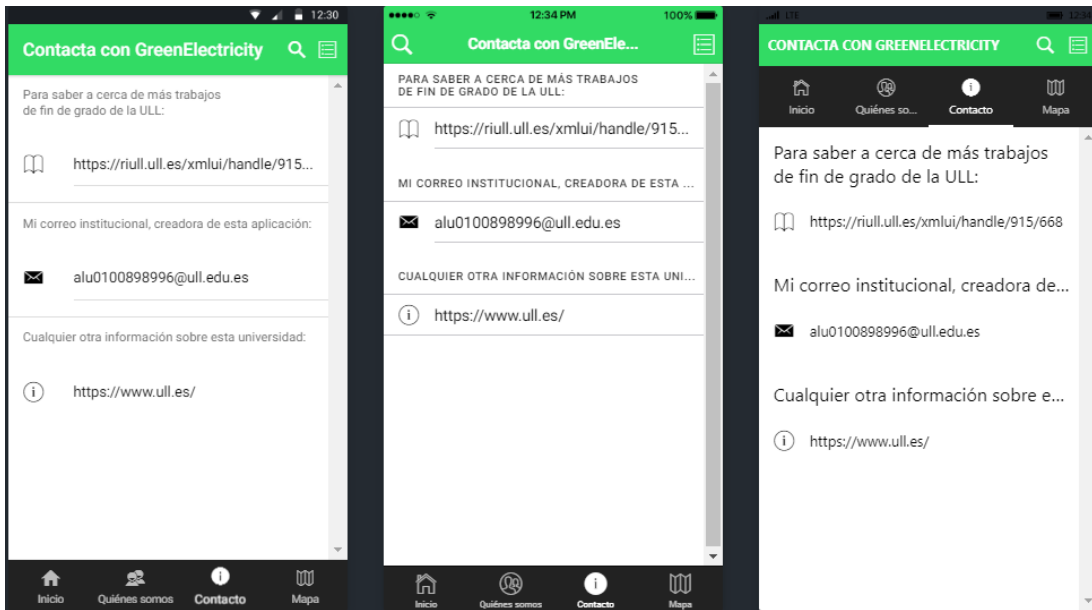 12:30
Contacta con GreenElectricity
Para saber a cerca de más trabajos
de fin de grado de la ULL:
https://riull.ull.es/xmlui/handle/915...
Mi correo institucional, creadora de esta aplicación:
alu0100898996@ull.edu.es
Cualquier otra información sobre esta universidad:
https://www.ull.es/
Inicio
Quiénes somos
Contacto
Mapa
12:34 PM
100%
Contacta con GreenEle...
PARA SABER A CERCA DE MÁS TRABAJOS
DE FIN DE GRADO DE LA ULL:
https://riull.ull.es/xmlui/handle/915...
MI CORREO INSTITUCIONAL, CREADORA DE ESTA ...
alu0100898996@ull.edu.es
CUALQUIER OTRA INFORMACIÓN SOBRE ESTA UNI...
https://www.ull.es/
Inicio
Quiénes somos
Contacto
Mapa
LTE
12:34
CONTACTA CON GREENELECTRICITY
Inicio
Quiénes so...
Contacto
Mapa
Para saber a cerca de más trabajos
de fin de grado de la ULL:
https://riull.ull.es/xmlui/handle/915/668
Mi correo institucional, creadora de...
alu0100898996@ull.edu.es
Cualquier otra información sobre e...
https://www.ull.es/